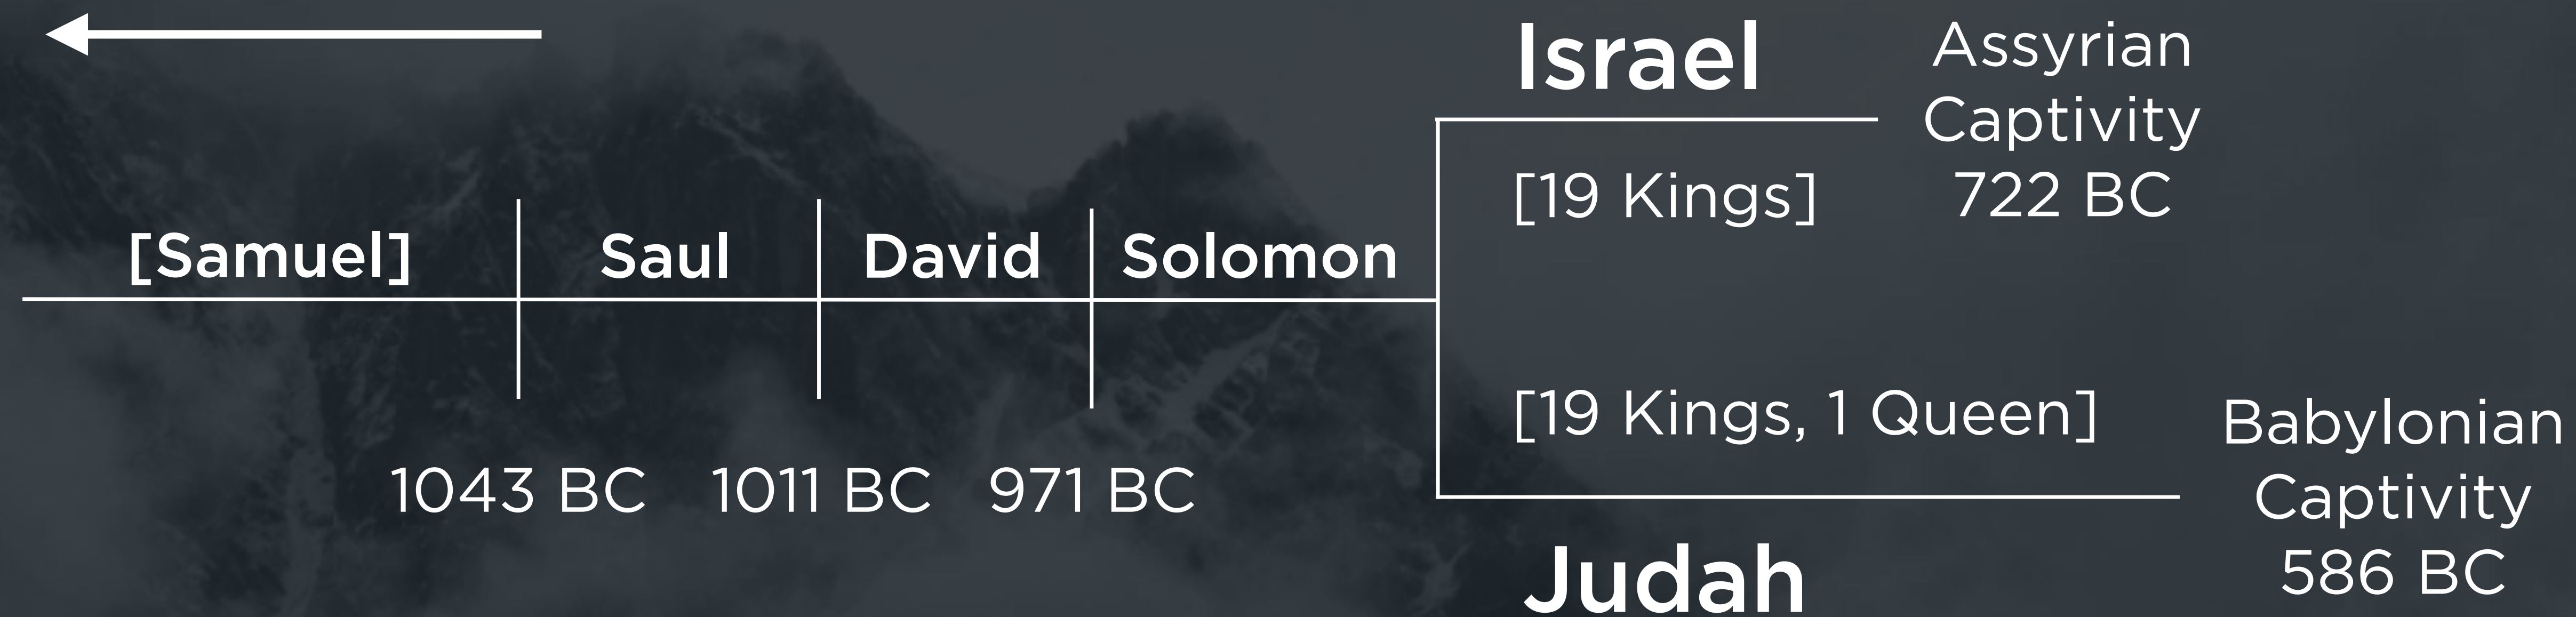 Israel
Assyrian
Captivity
722 BC
[19 Kings]
[Samuel]
Saul
David
Solomon
1043 BC
1011 BC
971 BC
[19 Kings, 1 Queen]
Judah
Babylonian
Captivity
586 BC